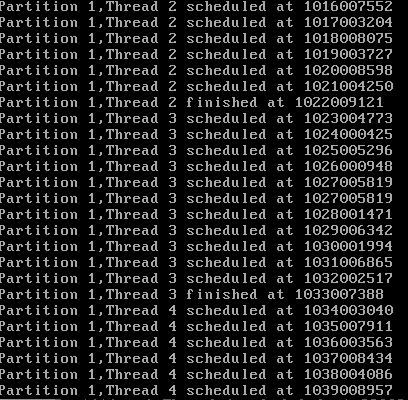 Partition 1,Thread 2 scheduled at 1016007552
Partition 1,Thread 2 scheduled at 1017003204
Partition 1,Thread 2 scheduled at 1018008075
Partition 1,Thread 2 scheduled at 1019003727
Partition 1,Thread 2 scheduled at 1020008598
Partition 1,Thread 2 scheduled at 1021004250
Partition 1,Thread 2 finished at 1022009121
Partition 1,Thread 3 scheduled at 1023004773
Partition 1,Thread 3 scheduled at 1024000425
Partition 1,Thread 3 scheduled at 1025005296
Partition 1,Thread 3 scheduled at 1026000948
Partition 1,Thread 3 scheduled at 1027005819
Partition 1,Thread 3 scheduled at 1027005819
Partition 1,Thread 3 scheduled at 1028001471
Partition 1,Thread 3 scheduled at 1029006342
Partition 1,Thread 3 scheduled at 1030001994
Partition 1,Thread 3 scheduled at 1031006865
Partition 1,Thread 3 scheduled at 1032002517
Partition 1,Thread 3 finished at 1033007388
Partition 1,Thread 4 scheduled at 1034003040
Partition 1,Thread 4 scheduled at 1035007911
Partition 1,Thread 4 scheduled at 1036003563
Partition 1,Thread 4 scheduled at 1037008434
Partition 1,Thread 4 scheduled at 1038004086
Partition 1,Thread 4 scheduled at 1039008957